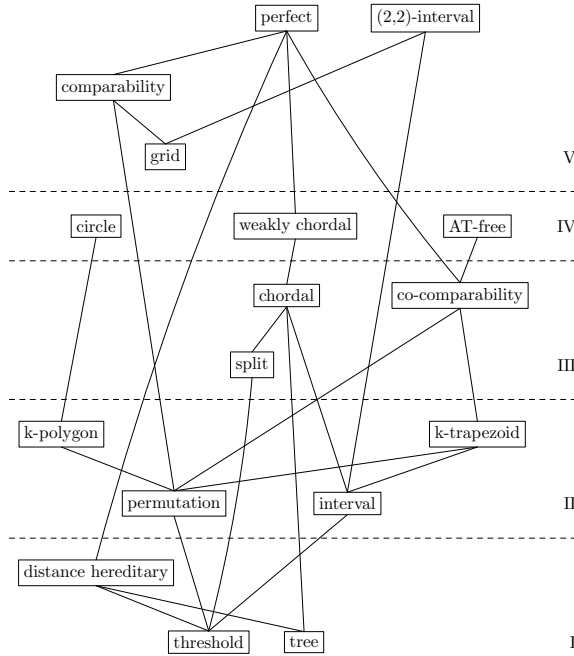 perfect
(2,2)-interval
comparability
grid
V
circle
weakly chordal
AT-free
IV
chordal
co-comparability
split
III
k-polygon
k-trapezoid
permutation
interval
II
distance hereditary
threshold
tree
I